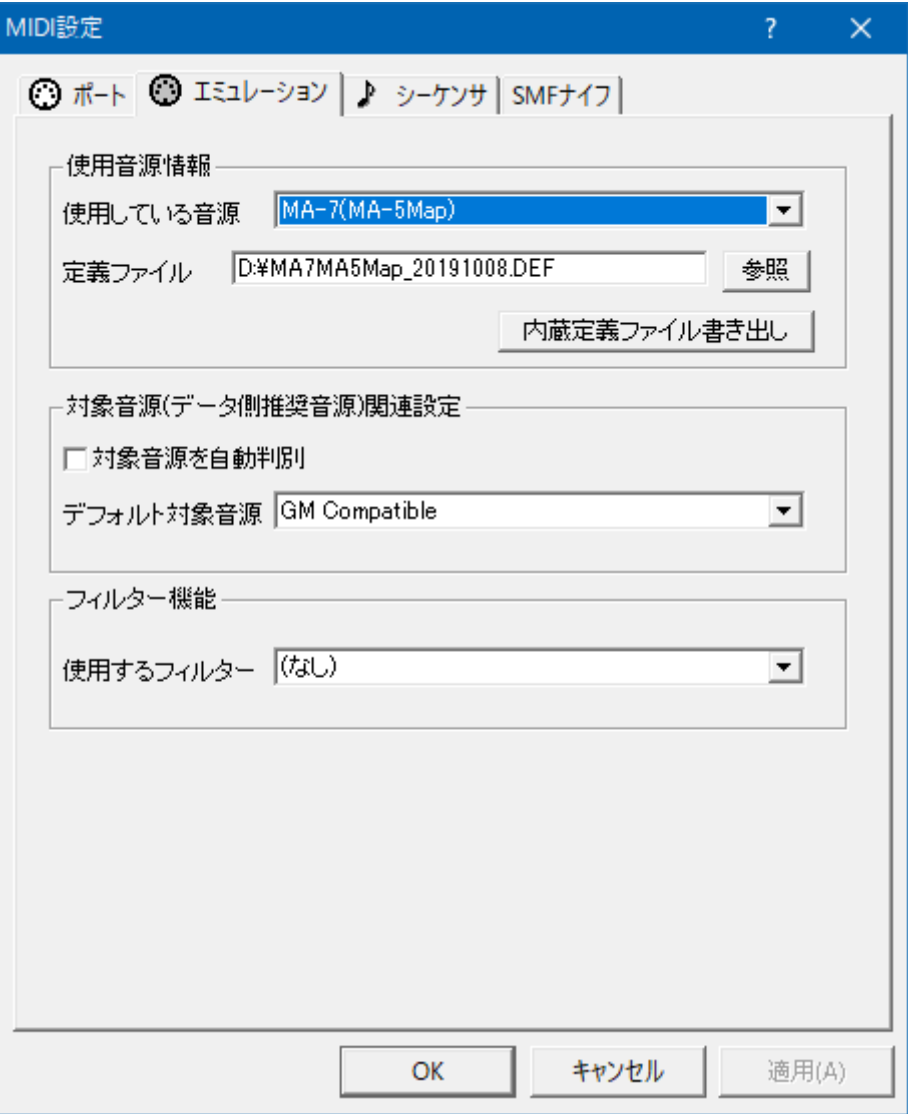 MIDI設定
ポート エミュレーション シーケンサ SMFナイフ
使用音源情報
使用している音源 MA-7(MA-5Map)
定義ファイル D:¥MA7MA5Map_20191008.DEF 参照
内蔵定義ファイル書き出し
対象音源(データ側推奨音源)関連設定
対象音源を自動判別
デフォルト対象音源 GM Compatible
フィルター機能
使用するフィルター (なし)
OK キャンセル 適用(A)